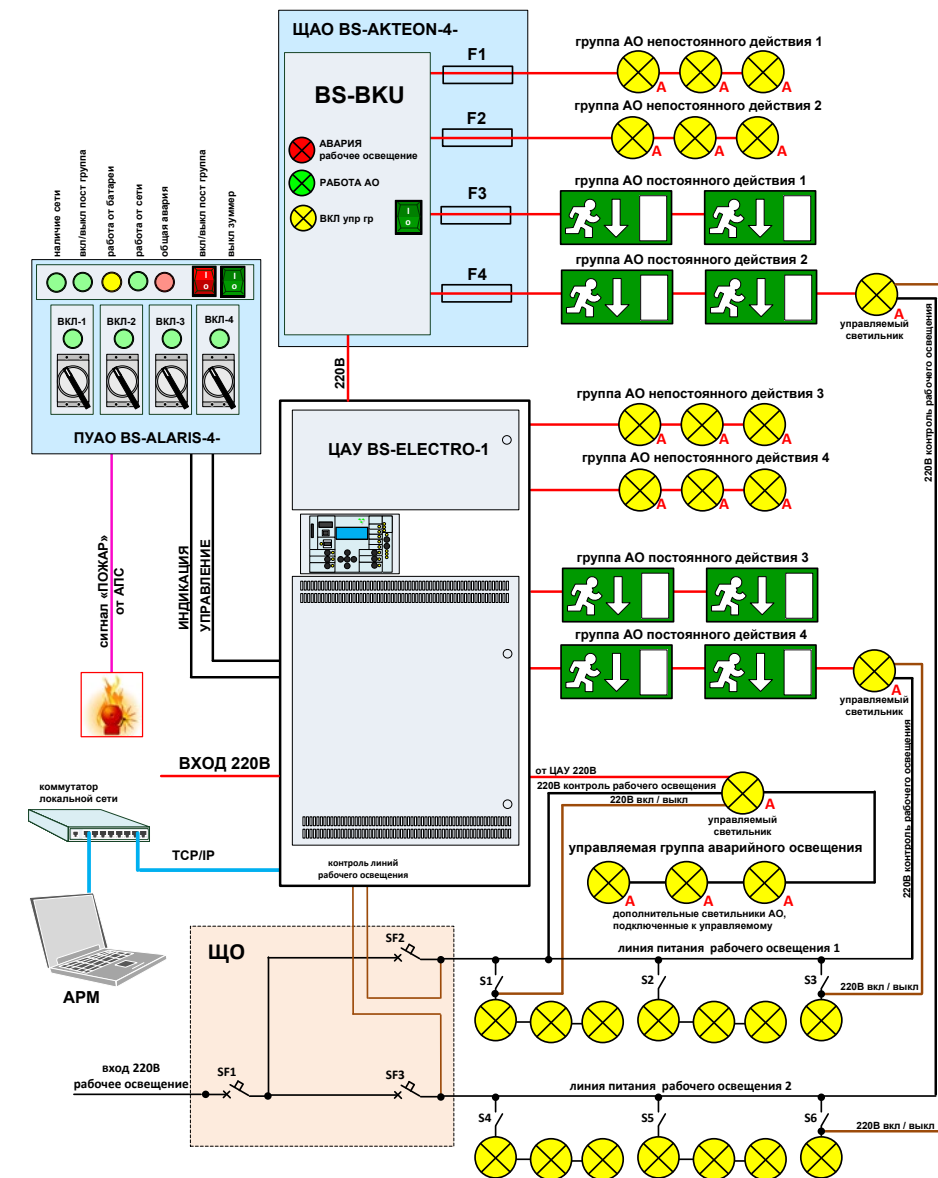 ЩАО BS-AKTEON-4-
BS-BKU
АВАРИЯ
рабочее освещение
РАБОТА АО
ВКЛ упр гр
I
o
F1
F2
F3
F4
группа АО непостоянного действия 1
А А А
группа АО непостоянного действия 2
А А А
группа АО постоянного действия 1
группа АО постоянного действия 2
А
управляемый
светильник
220В контроль рабочего освещения
220В
наличие сети
вкл/выкл пост группа
работа от батареи
работа от сети
общая авария
вкл/выкл пост группа
выкл зуммер
I
o
I
o
ВКЛ-1
ВКЛ-2
ВКЛ-3
ВКЛ-4
ПУАО BS-ALARIS-4-
сигнал «ПОЖАР»
от АПС
ИНДИКАЦИЯ
УПРАВЛЕНИЕ
ЦАУ BS-ELECTRO-1
группа АО непостоянного действия 3
А А А
группа АО непостоянного действия 4
А А А
группа АО постоянного действия 3
группа АО постоянного действия 4
А
управляемый
светильник
220В контроль рабочего освещения
ВХОД 220В
коммутатор
локальной сети
TCP/IP
АРМ
контроль линий
рабочего освещения
от ЦАУ 220В
220В контроль рабочего освещения
220В вкл / выкл
А
управляемый
светильник
управляемая группа аварийного освещения
А А А
дополнительные светильники АО,
подключенные к управляемому
ЩО
SF2
линия питания рабочего освещения 1
S1
S2
S3
220В вкл / выкл
вход 220В
рабочее освещение
SF1
SF3
линия питания рабочего освещения 2
S4
S5
S6
220В вкл / выкл